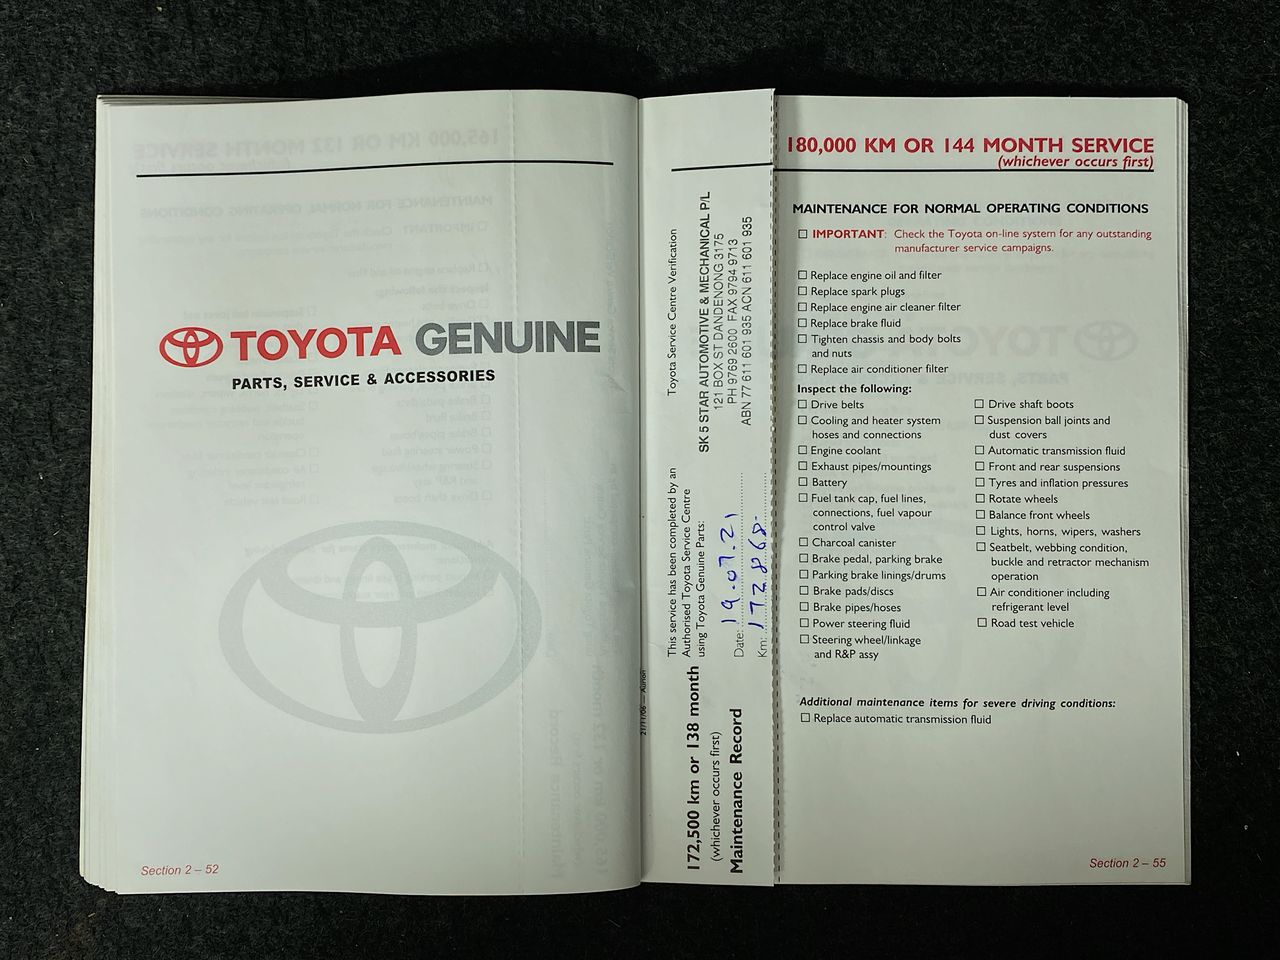 TOYOTA GENUINE
PARTS, SERVICE & ACCESSORIES
Section 2 – 52
21/11/06 — Aurion
172,500 km or 138 month
(whichever occurs first)
Maintenance Record
This service has been completed by an
Authorised Toyota Service Centre
using Toyota Genuine Parts:
Date: 19.07.21
Km: 172868
Toyota Service Centre Verification
SK 5 STAR AUTOMOTIVE & MECHANICAL P/L
121 BOX ST DANDENONG 3175
PH 9769 2600 FAX 9794 9713
ABN 77 611 601 935 ACN 611 601 935
180,000 KM OR 144 MONTH SERVICE
(whichever occurs first)
MAINTENANCE FOR NORMAL OPERATING CONDITIONS
IMPORTANT: Check the Toyota on-line system for any outstanding
manufacturer service campaigns.
Replace engine oil and filter
Replace spark plugs
Replace engine air cleaner filter
Replace brake fluid
Tighten chassis and body bolts
and nuts
Replace air conditioner filter
Inspect the following:
Drive belts
Cooling and heater system
hoses and connections
Engine coolant
Exhaust pipes/mountings
Battery
Fuel tank cap, fuel lines,
connections, fuel vapour
control valve
Charcoal canister
Brake pedal, parking brake
Parking brake linings/drums
Brake pads/discs
Brake pipes/hoses
Power steering fluid
Steering wheel/linkage
and R&P assy
Drive shaft boots
Suspension ball joints and
dust covers
Automatic transmission fluid
Front and rear suspensions
Tyres and inflation pressures
Rotate wheels
Balance front wheels
Lights, horns, wipers, washers
Seatbelt, webbing condition,
buckle and retractor mechanism
operation
Air conditioner including
refrigerant level
Road test vehicle
Additional maintenance items for severe driving conditions:
Replace automatic transmission fluid
Section 2 – 55